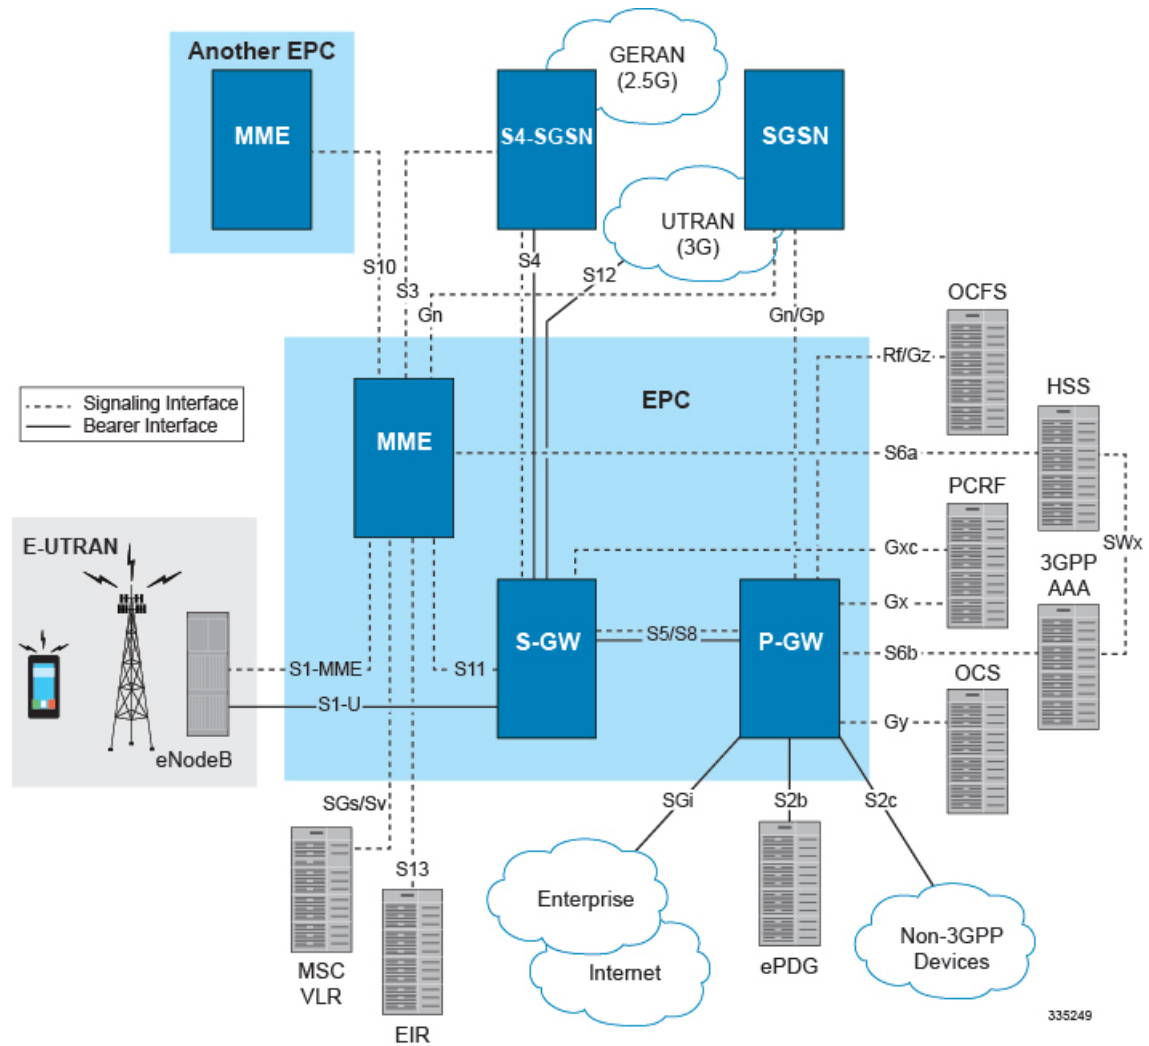 Another EPC
MME
S4-SGSN
GERAN
(2.5G)
SGSN
UTRAN
(3G)
S10
S3
Gn
S4
S12
Gn/Gp
OCFS
Rf/Gz
HSS
Signaling Interface
Bearer Interface
EPC
MME
S6a
PCRF
Gxc
SWx
3GPP
AAA
E-UTRAN
S-GW
S5/S8
P-GW
Gx
S6b
S1-MME
S11
OCS
S1-U
Gy
eNodeB
SGs/Sv
SGi
S2b
S2c
S13
MSC
VLR
EIR
Enterprise
Internet
ePDG
Non-3GPP
Devices
335249